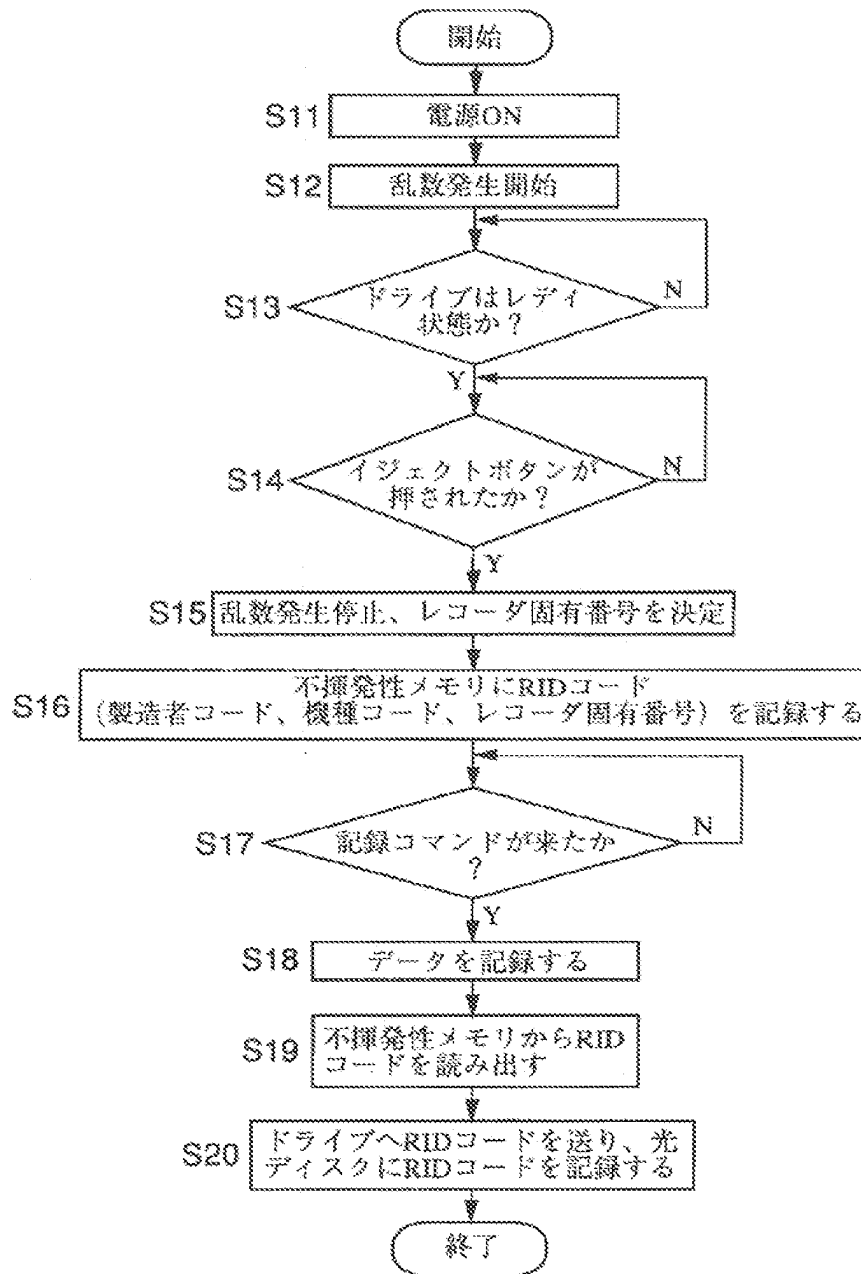 開始
S11
電源ON
S12
乱数発生開始
S13
ドライブはレディ
状態か？
N
Y
S14
イジェクトボタンが
押されたか？
N
Y
S15
乱数発生停止、レコーダ固有番号を決定
S16
不揮発性メモリにRIDコード
（製造者コード、機種コード、レコーダ固有番号）を記録する
S17
記録コマンドが来たか
？
N
Y
S18
データを記録する
S19
不揮発性メモリからRID
コードを読み出す
S20
ドライブへRIDコードを送り、光
ディスクにRIDコードを記録する
終了